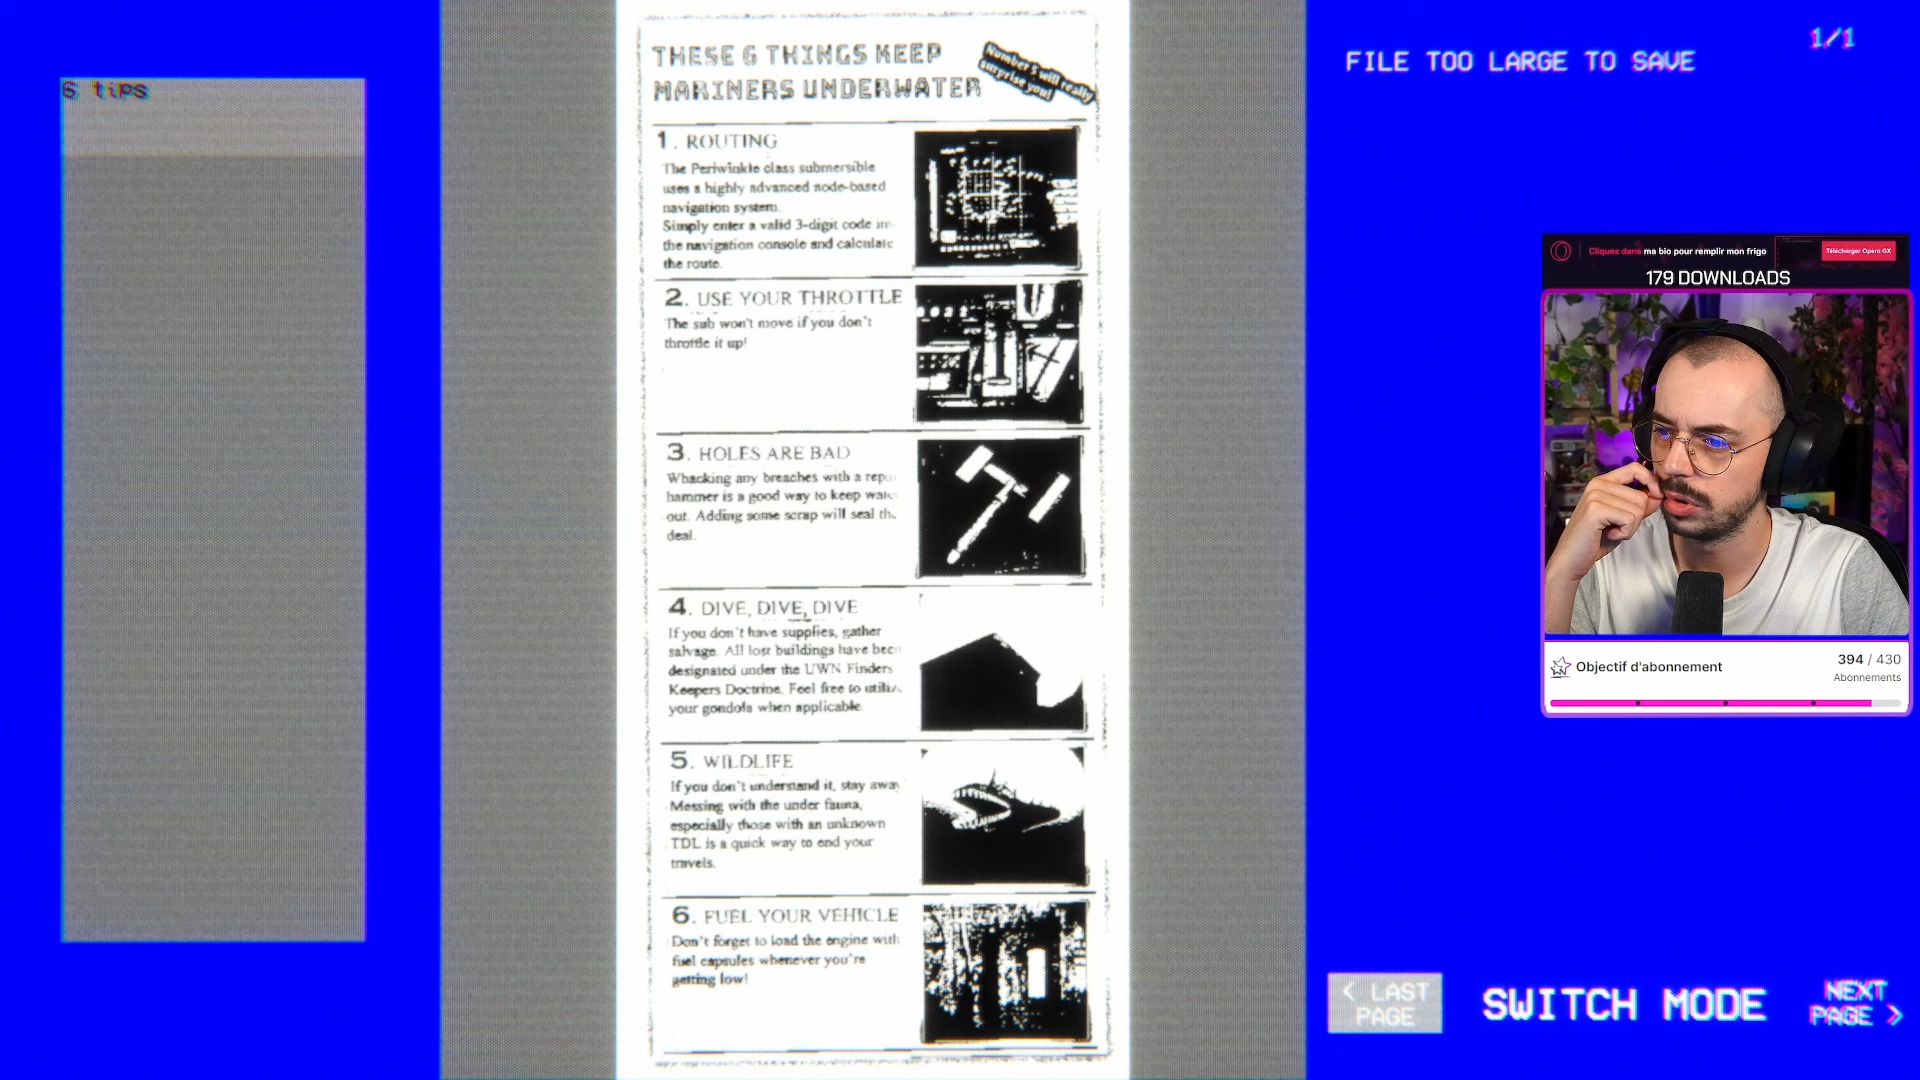 6 tips
THESE 6 THINGS KEEP
MARINERS UNDERWATER
Number 5 will really
surprise you!
1. ROUTING
The Periwinkle class submersible
uses a highly advanced node-based
navigation system.
Simply enter a valid 3-digit code in
the navigation console and calculate
the route.
2. USE YOUR THROTTLE
The sub won't move if you don't
throttle it up!
3. HOLES ARE BAD
Whacking any breaches with a
hammer is a good way to keep
out. Adding some scrap will seal the
deal.
4. DIVE, DIVE, DIVE
If you don't have supplies, gather
salvage. All lost buildings have been
designated under the UWN Finders
Keepers Doctrine. Feel free to utilize
your gondola when applicable.
5. WILDLIFE
If you don't understand it, stay away
Messing with the under fauna,
especially those with an unknown
TDL is a quick way to end your
travels.
6. FUEL YOUR VEHICLE
Don't forget to load the engine with
fuel capsules whenever you're
getting low!
FILE TOO LARGE TO SAVE
1/1
Cliquez dans ma bio pour remplir mon frigo
Télécharger Opera GX
179 DOWNLOADS
Objectif d'abonnement
394 / 430
Abonnements
< LAST
PAGE
SWITCH MODE
NEXT
PAGE >